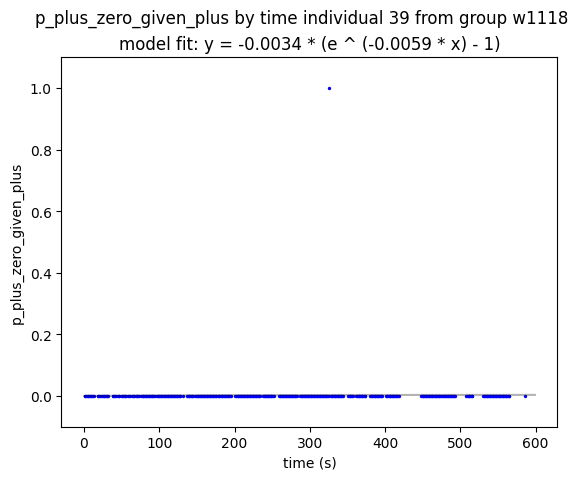 p_plus_zero_given_plus by time individual 39 from group w1118
model fit: y = -0.0034 * (e ^ (-0.0059 * x) - 1)
1.0
0.8
0.6
0.4
0.2
0.0
p_plus_zero_given_plus
0 100 200 300 400 500 600
time (s)